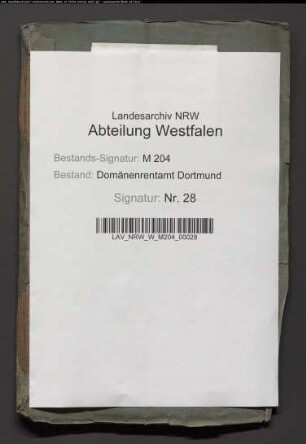 Landesarchiv NRW
Abteilung Westfalen
Bestands-Signatur: M 204
Bestand: Domänenrentamt Dortmund
Signatur: Nr. 28
LAV_NRW_W_M204_00028